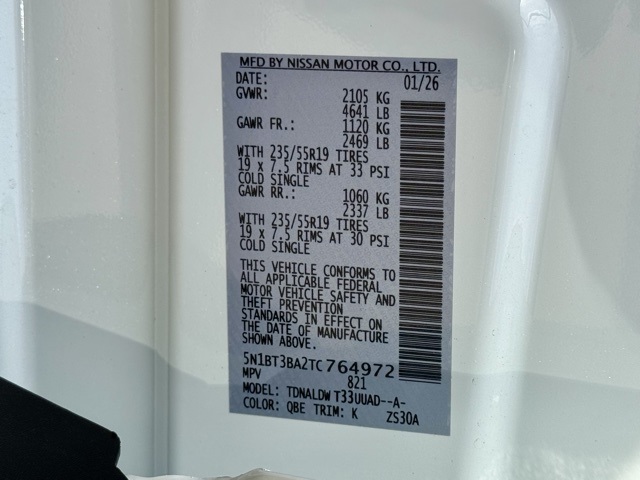 MFD BY NISSAN MOTOR CO., LTD.
DATE: 01/26
GVWR: 2105 KG
4641 LB
GAWR FR.: 1120 KG
2469 LB
WITH 235/55R19 TIRES
19 x 7.5 RIMS AT 33 PSI
COLD SINGLE
GAWR RR.: 1060 KG
2337 LB
WITH 235/55R19 TIRES
19 x 7.5 RIMS AT 30 PSI
COLD SINGLE
THIS VEHICLE CONFORMS TO
ALL APPLICABLE FEDERAL
MOTOR VEHICLE SAFETY AND
THEFT PREVENTION
STANDARDS IN EFFECT ON
THE DATE OF MANUFACTURE
SHOWN ABOVE.
5N1BT3BA2TC764972
MPV 821
MODEL: TDNALDW T33UUAD--A-
COLOR: QBE TRIM: K ZS30A